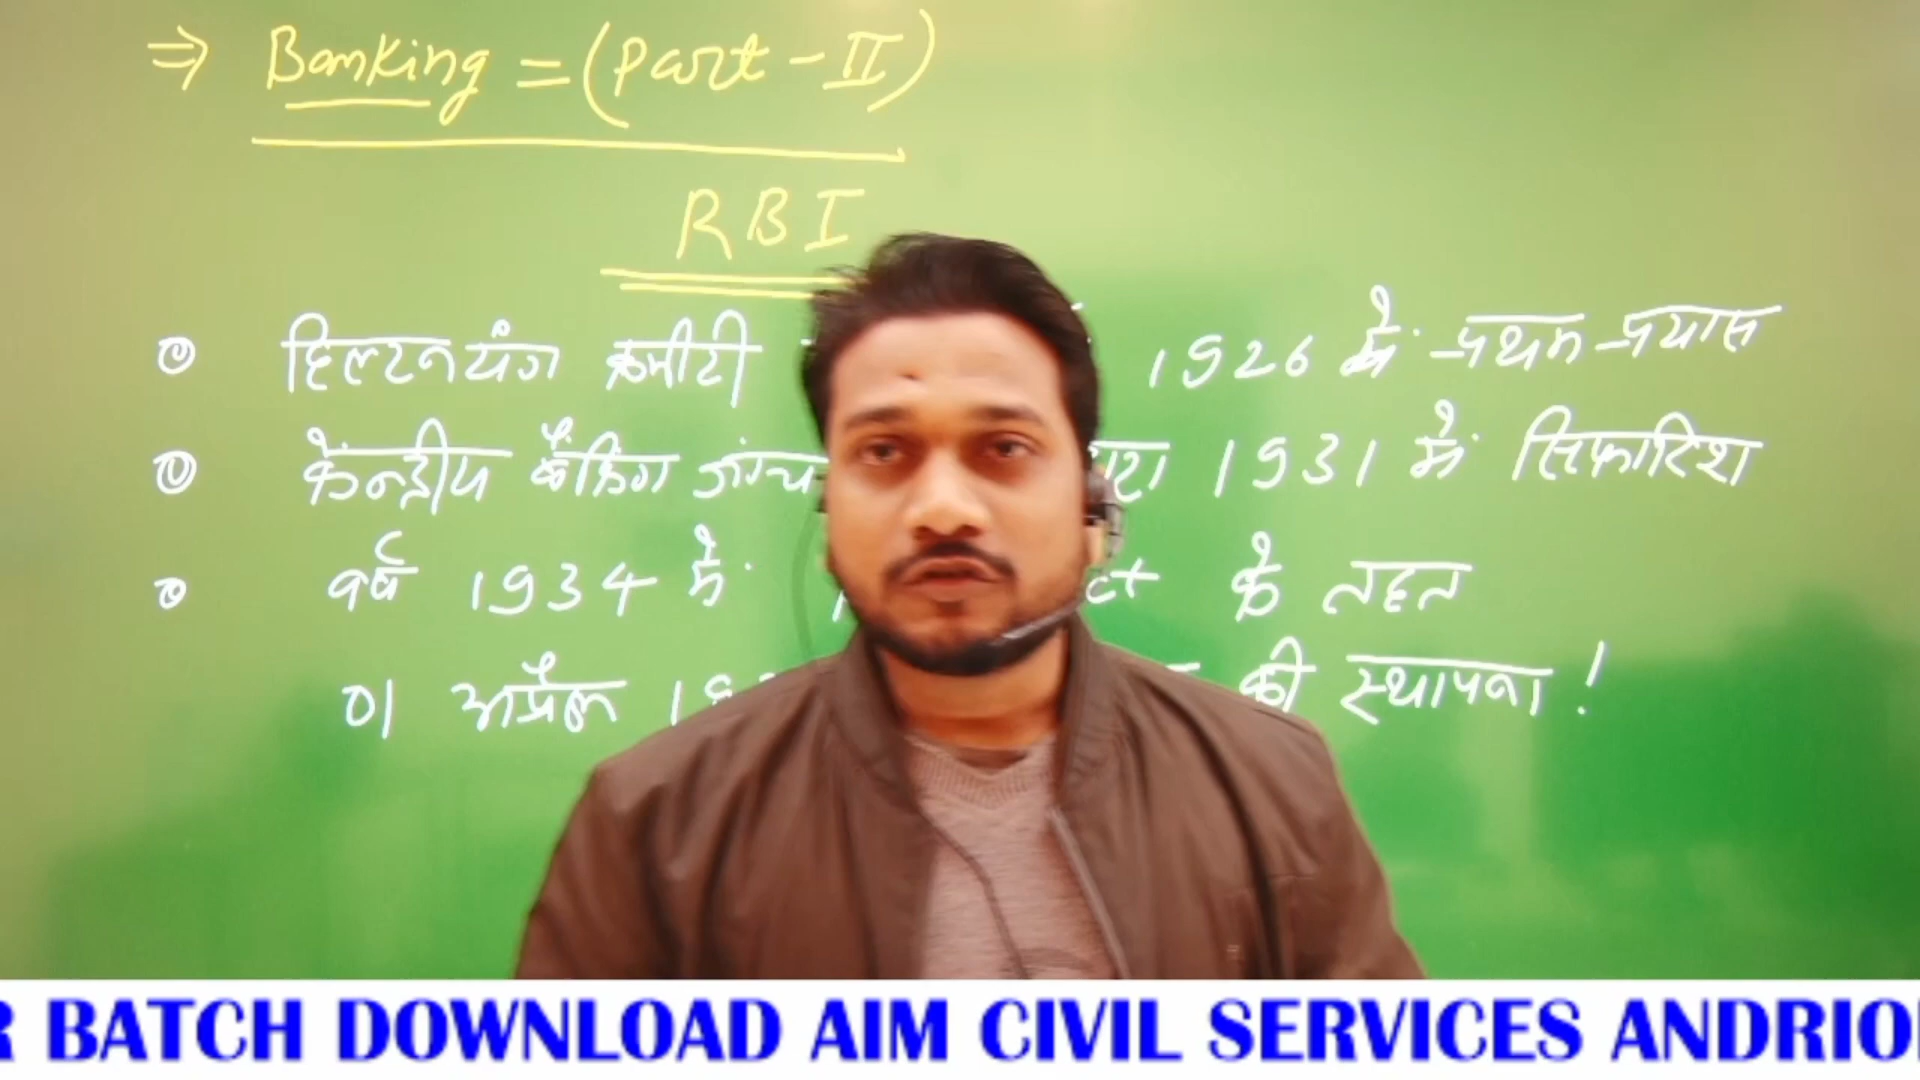 ⇒ Banking = (Part - II)
RBI
हिल्टनयंग कमीटी 1926 में प्रथम प्रयास
केन्द्रीय बैंकिंग जांच 1931 में सिफारिश
वर्ष 1934 में के तहत
01 अप्रैल की स्थापना !
BATCH DOWNLOAD AIM CIVIL SERVICES ANDRIO